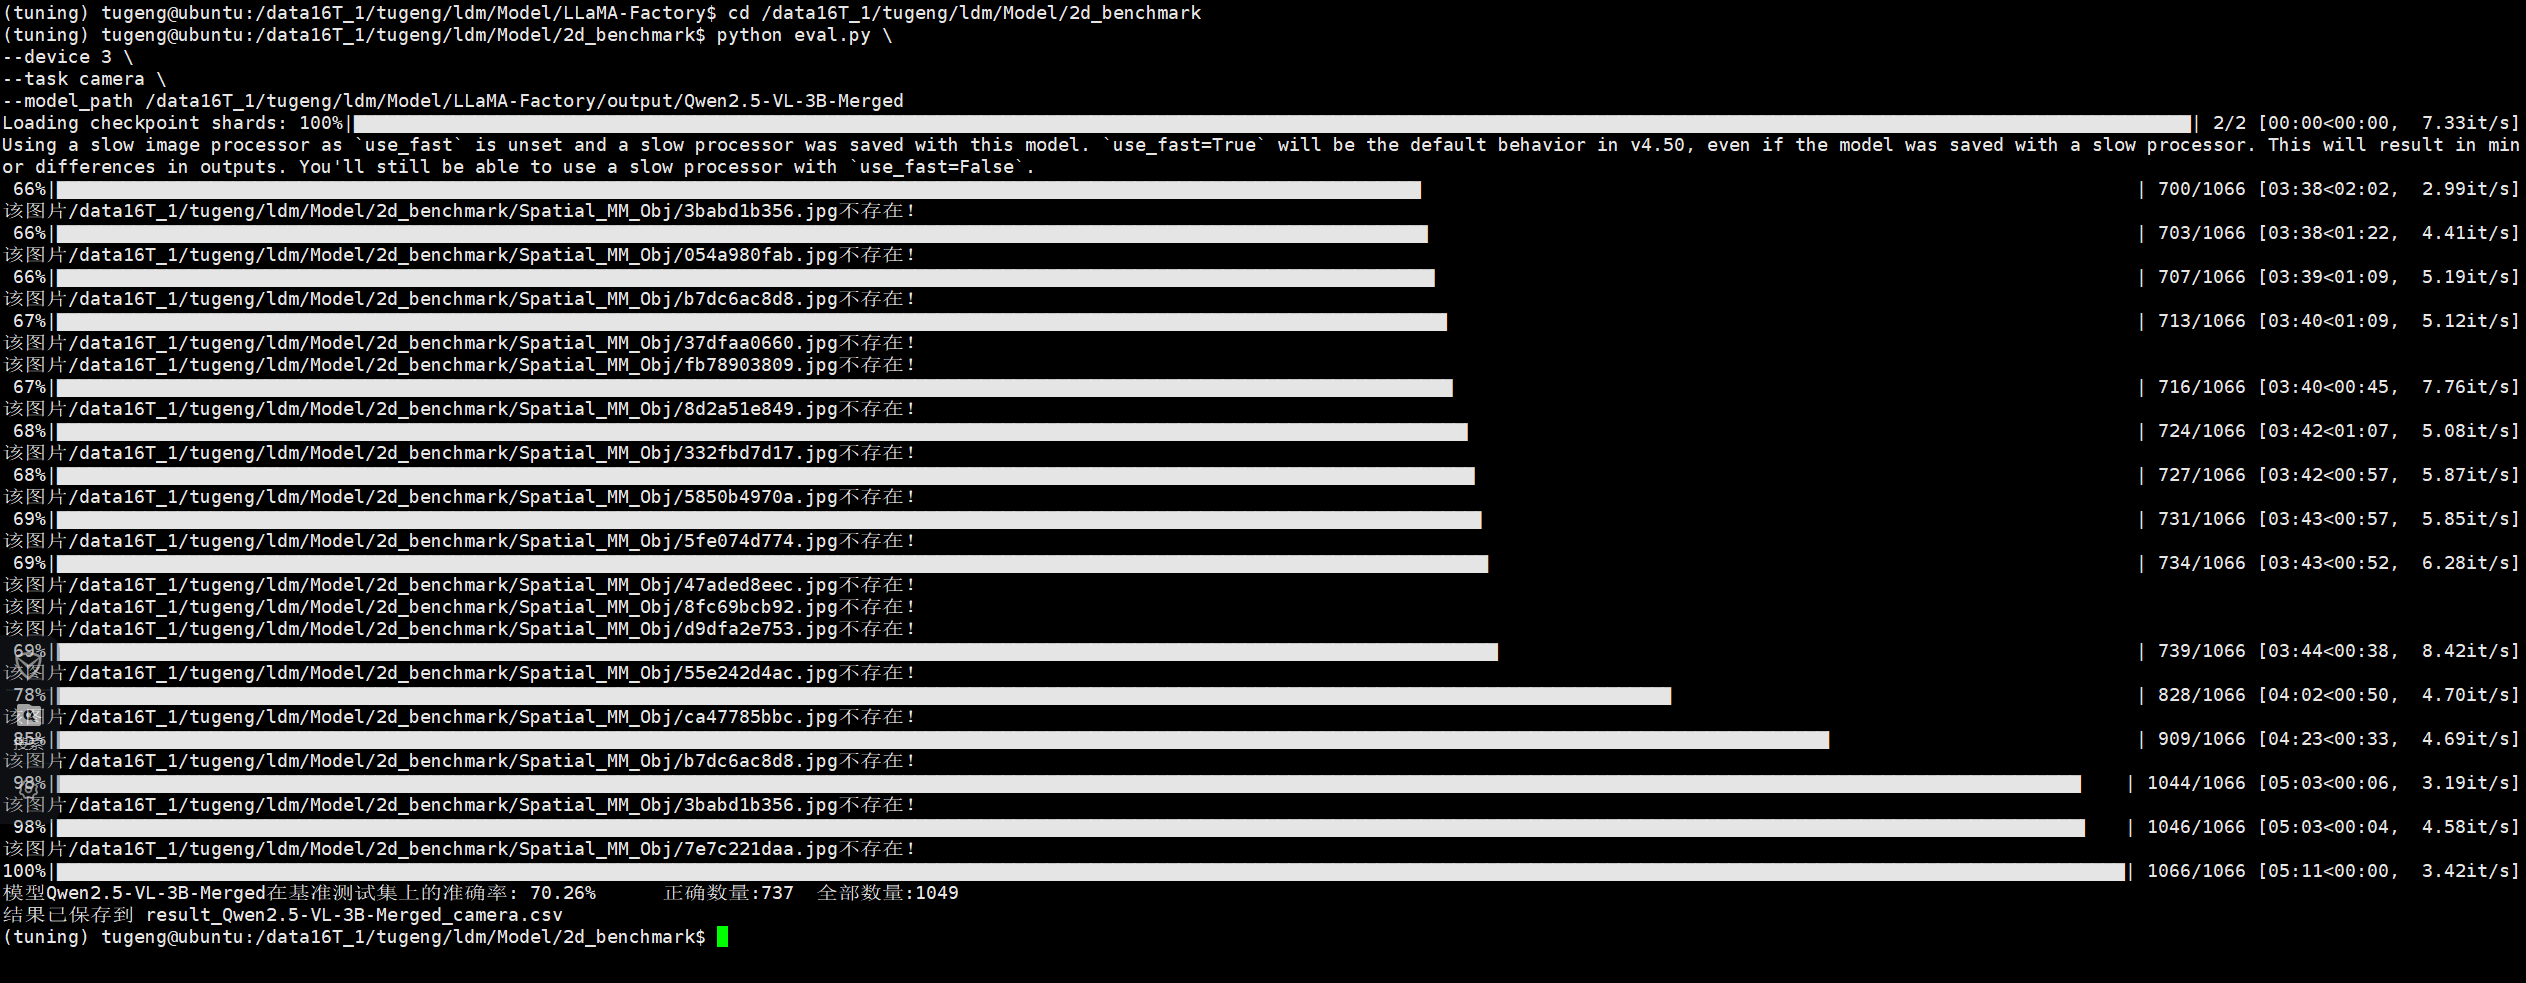 (tuning) tugeng@ubuntu:/data16T_1/tugeng/ldm/Model/LLaMA-Factory$ cd /data16T_1/tugeng/ldm/Model/2d_benchmark
(tuning) tugeng@ubuntu:/data16T_1/tugeng/ldm/Model/2d_benchmark$ python eval.py \
--device 3 \
--task camera \
--model_path /data16T_1/tugeng/ldm/Model/LLaMA-Factory/output/Qwen2.5-VL-3B-Merged
Loading checkpoint shards: 100%| | 2/2 [00:00<00:00,  7.33it/s]
Using a slow image processor as `use_fast` is unset and a slow processor was saved with this model. `use_fast=True` will be the default behavior in v4.50, even if the model was saved with a slow processor. This will result in min
or differences in outputs. You'll still be able to use a slow processor with `use_fast=False`.
66%| | 700/1066 [03:38<02:02,  2.99it/s]
该图片/data16T_1/tugeng/ldm/Model/2d_benchmark/Spatial_MM_Obj/3babd1b356.jpg不存在!
66%| | 703/1066 [03:38<01:22,  4.41it/s]
该图片/data16T_1/tugeng/ldm/Model/2d_benchmark/Spatial_MM_Obj/054a980fab.jpg不存在!
66%| | 707/1066 [03:39<01:09,  5.19it/s]
该图片/data16T_1/tugeng/ldm/Model/2d_benchmark/Spatial_MM_Obj/b7dc6ac8d8.jpg不存在!
67%| | 713/1066 [03:40<01:09,  5.12it/s]
该图片/data16T_1/tugeng/ldm/Model/2d_benchmark/Spatial_MM_Obj/37dfaa0660.jpg不存在!
该图片/data16T_1/tugeng/ldm/Model/2d_benchmark/Spatial_MM_Obj/fb78903809.jpg不存在!
67%| | 716/1066 [03:40<00:45,  7.76it/s]
该图片/data16T_1/tugeng/ldm/Model/2d_benchmark/Spatial_MM_Obj/8d2a51e849.jpg不存在!
68%| | 724/1066 [03:42<01:07,  5.08it/s]
该图片/data16T_1/tugeng/ldm/Model/2d_benchmark/Spatial_MM_Obj/332fbd7d17.jpg不存在!
68%| | 727/1066 [03:42<00:57,  5.87it/s]
该图片/data16T_1/tugeng/ldm/Model/2d_benchmark/Spatial_MM_Obj/5850b4970a.jpg不存在!
69%| | 731/1066 [03:43<00:57,  5.85it/s]
该图片/data16T_1/tugeng/ldm/Model/2d_benchmark/Spatial_MM_Obj/5fe074d774.jpg不存在!
69%| | 734/1066 [03:43<00:52,  6.28it/s]
该图片/data16T_1/tugeng/ldm/Model/2d_benchmark/Spatial_MM_Obj/47aded8eec.jpg不存在!
该图片/data16T_1/tugeng/ldm/Model/2d_benchmark/Spatial_MM_Obj/8fc69bcb92.jpg不存在!
该图片/data16T_1/tugeng/ldm/Model/2d_benchmark/Spatial_MM_Obj/d9dfa2e753.jpg不存在!
69%| | 739/1066 [03:44<00:38,  8.42it/s]
该图片/data16T_1/tugeng/ldm/Model/2d_benchmark/Spatial_MM_Obj/55e242d4ac.jpg不存在!
78%| | 828/1066 [04:02<00:50,  4.70it/s]
该图片/data16T_1/tugeng/ldm/Model/2d_benchmark/Spatial_MM_Obj/ca47785bbc.jpg不存在!
85%| | 909/1066 [04:23<00:33,  4.69it/s]
该图片/data16T_1/tugeng/ldm/Model/2d_benchmark/Spatial_MM_Obj/b7dc6ac8d8.jpg不存在!
98%| | 1044/1066 [05:03<00:06,  3.19it/s]
该图片/data16T_1/tugeng/ldm/Model/2d_benchmark/Spatial_MM_Obj/3babd1b356.jpg不存在!
98%| | 1046/1066 [05:03<00:04,  4.58it/s]
该图片/data16T_1/tugeng/ldm/Model/2d_benchmark/Spatial_MM_Obj/7e7c221daa.jpg不存在!
100%| | 1066/1066 [05:11<00:00,  3.42it/s]
模型Qwen2.5-VL-3B-Merged在基准测试集上的准确率: 70.26%      正确数量:737  全部数量:1049
结果已保存到 result_Qwen2.5-VL-3B-Merged_camera.csv
(tuning) tugeng@ubuntu:/data16T_1/tugeng/ldm/Model/2d_benchmark$